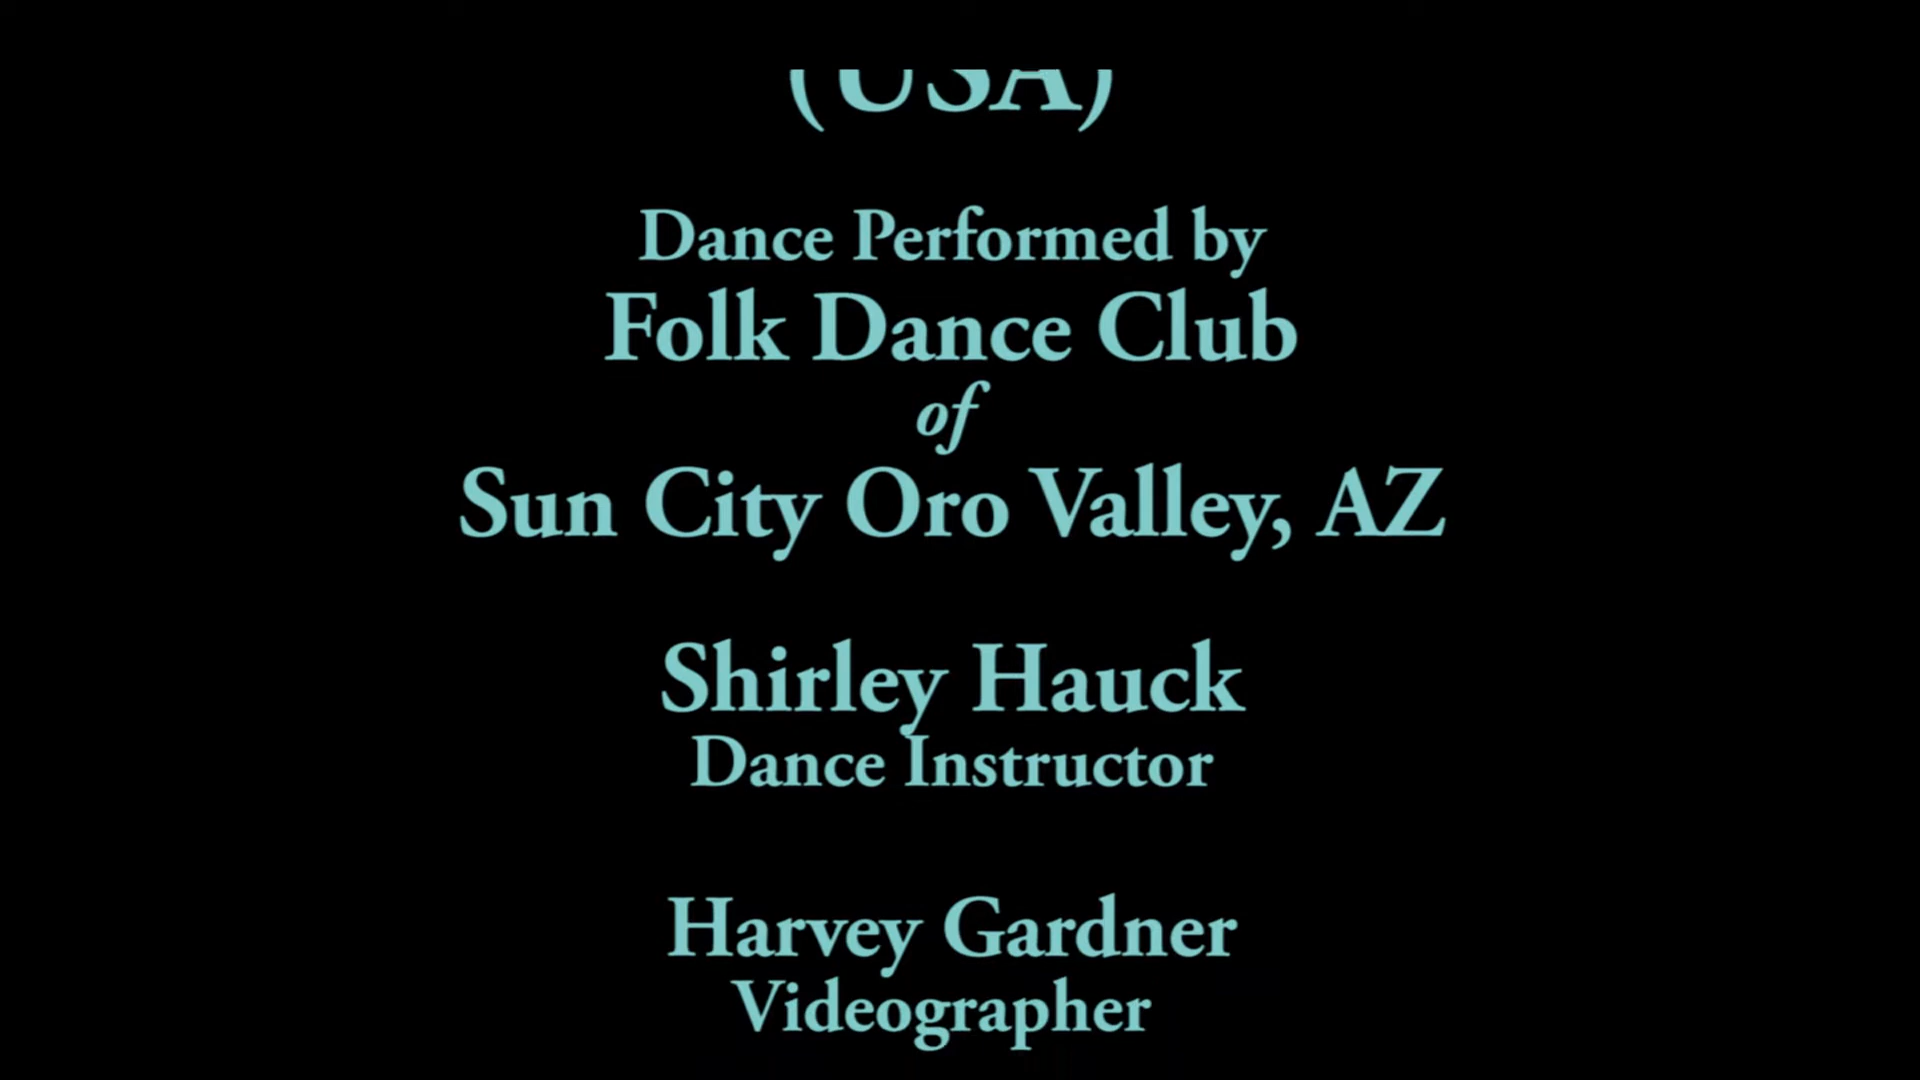 (USA)
Dance Performed by
Folk Dance Club
of
Sun City Oro Valley, AZ
Shirley Hauck
Dance Instructor
Harvey Gardner
Videographer